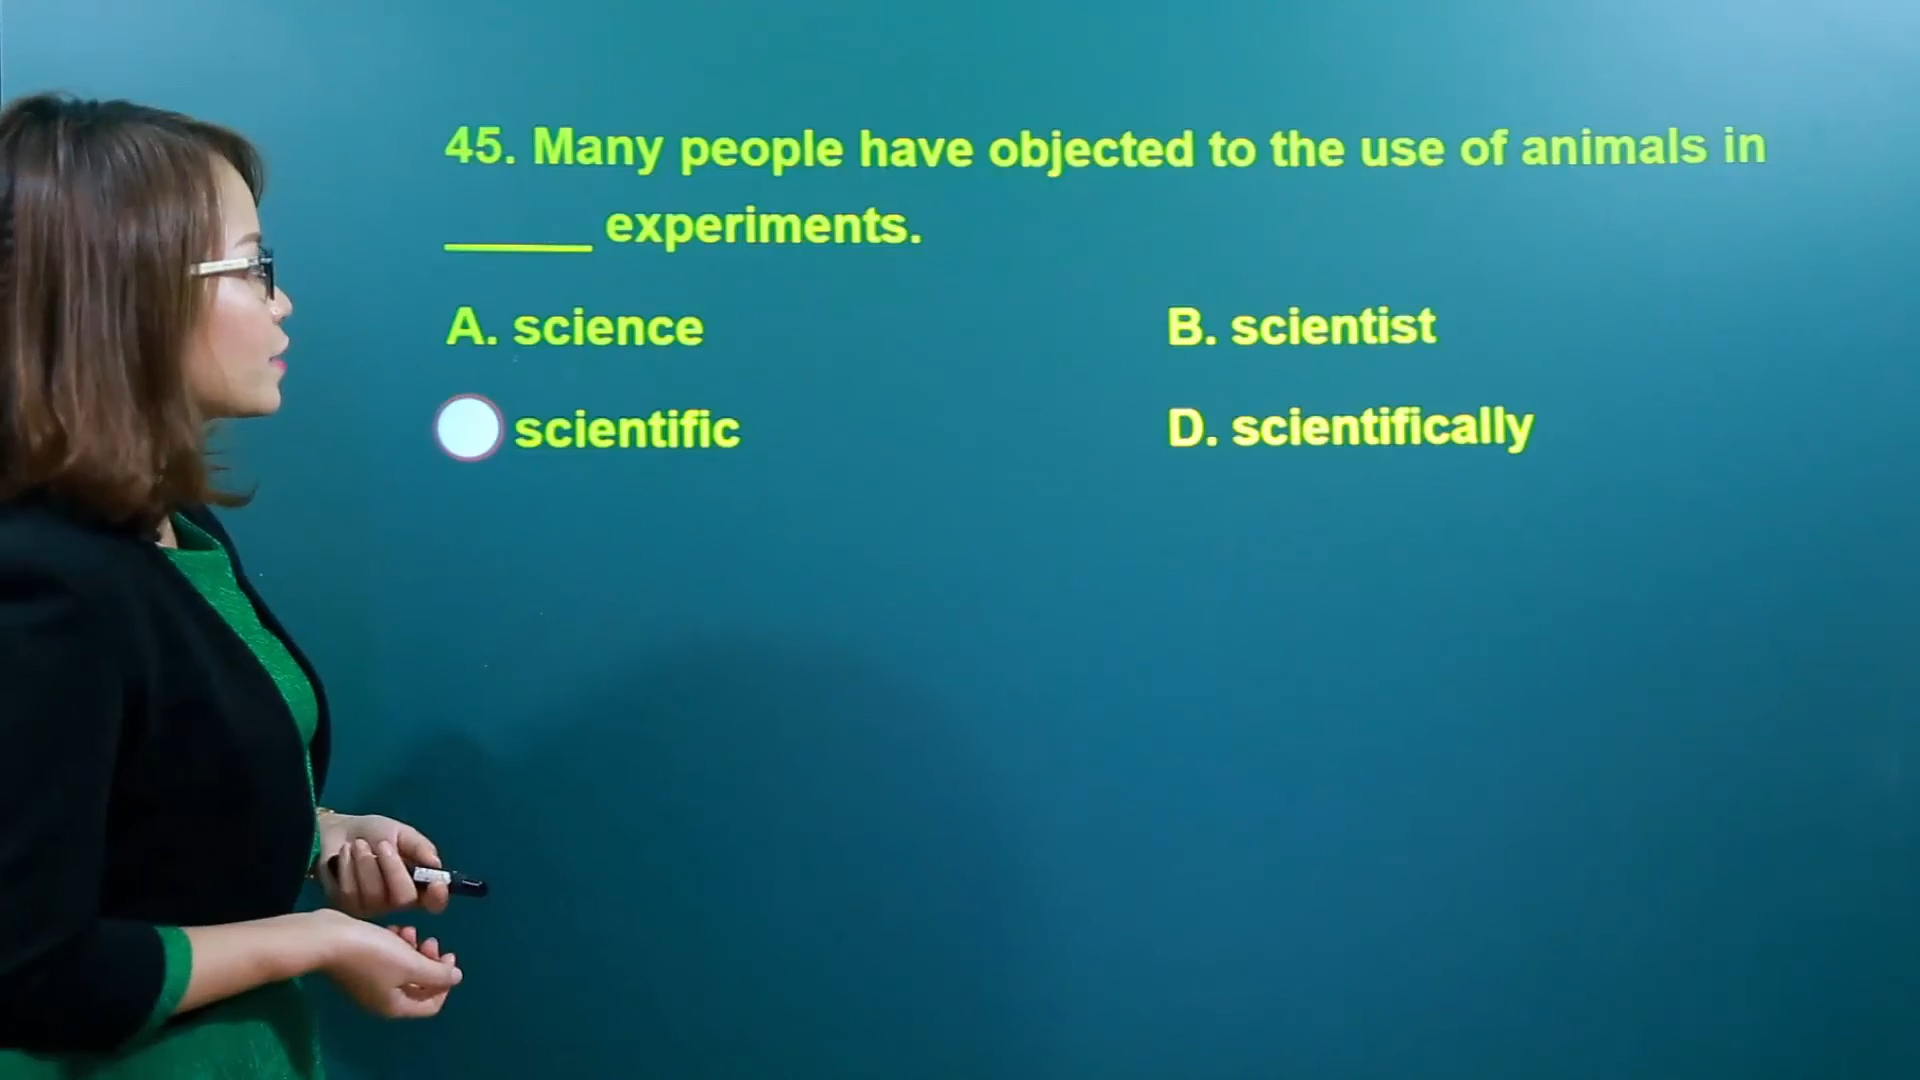 45. Many people have objected to the use of animals in
______ experiments.
A. science B. scientist
scientific D. scientifically